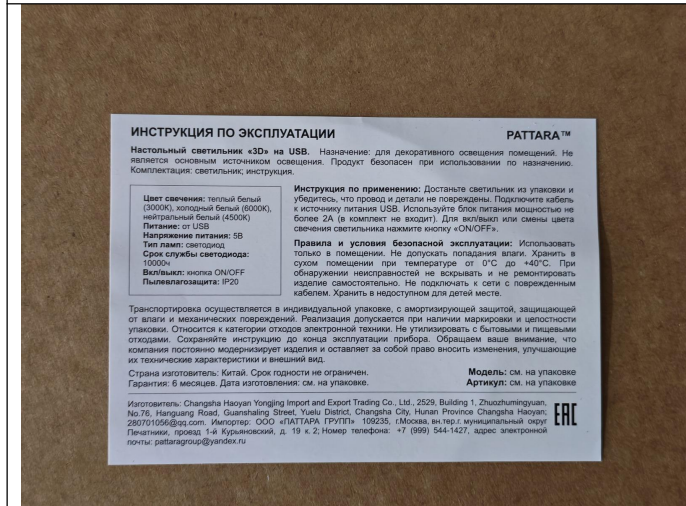 ИНСТРУКЦИЯ ПО ЭКСПЛУАТАЦИИ PATTARA™
Настольный светильник «3D» на USB. Назначение: для декоративного освещения помещений. Не
является основным источником освещения. Продукт безопасен при использовании по назначению.
Комплектация: светильник; инструкция.
Цвет свечения: теплый белый
(3000К), холодный белый (6000К),
нейтральный белый (4500К)
Питание: от USB
Напряжение питания: 5В
Тип ламп: светодиод
Срок службы светодиода:
10000ч
Вкл/выкл: кнопка ON/OFF
Пылевлагозащита: IP20
Инструкция по применению: Достаньте светильник из упаковки и
убедитесь, что провод и детали не повреждены. Подключите кабель
к источнику питания USB. Используйте блок питания мощностью не
более 2А (в комплект не входит). Для вкл/выкл или смены цвета
свечения светильника нажмите кнопку «ON/OFF».
Правила и условия безопасной эксплуатации: Использовать
только в помещении. Не допускать попадания влаги. Хранить в
сухом помещении при температуре от 0°С до +40°С. При
обнаружении неисправностей не вскрывать и не ремонтировать
изделие самостоятельно. Не подключать к сети с поврежденным
кабелем. Хранить в недоступном для детей месте.
Транспортировка осуществляется в индивидуальной упаковке, с амортизирующей защитой, защищающей
от влаги и механических повреждений. Реализация допускается при наличии маркировки и целостности
упаковки. Относится к категории отходов электронной техники. Не утилизировать с бытовыми и пищевыми
отходами. Сохраняйте инструкцию до конца эксплуатации прибора. Обращаем ваше внимание, что
компания постоянно модернизирует изделия и оставляет за собой право вносить изменения, улучшающие
их технические характеристики и внешний вид.
Страна изготовитель: Китай. Срок годности не ограничен. Модель: см. на упаковке
Гарантия: 6 месяцев. Дата изготовления: см. на упаковке. Артикул: см. на упаковке
Изготовитель: Changsha Haoyan Yongjing Import and Export Trading Co., Ltd., 2529, Building 1, Zhuozhumingyuan,
No.76, Hanguang Road, Guanshaling Street, Yuelu District, Changsha City, Hunan Province Changsha Haoyan;
280701056@qq.com. Импортер: ООО «ПАТТАРА ГРУПП» 109235, г.Москва, вн.тер.г. муниципальный округ
Печатники, проезд 1-й Курьяновский, д. 19 к. 2; Номер телефона: +7 (999) 544-1427, адрес электронной
почты: pattaragroup@yandex.ru
EAC